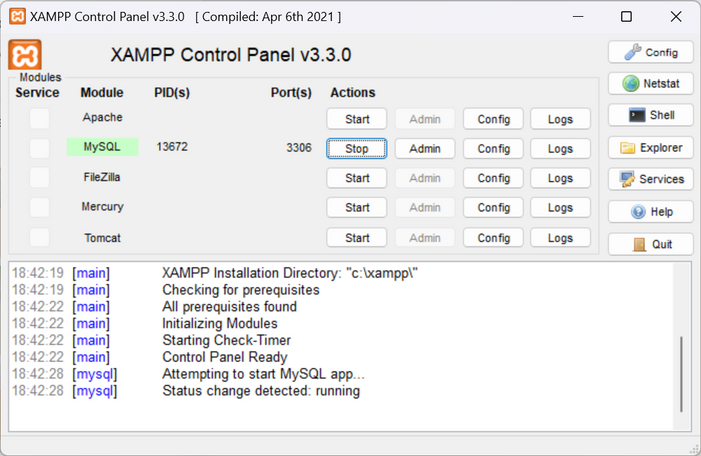 XAMPP Control Panel v3.3.0 [ Compiled: Apr 6th 2021 ]
XAMPP Control Panel v3.3.0
Config
Modules
Service Module PID(s) Port(s) Actions
Netstat
Apache Start Admin Config Logs
Shell
MySQL 13672 3306 Stop Admin Config Logs
Explorer
FileZilla Start Admin Config Logs
Services
Mercury Start Admin Config Logs
Help
Tomcat Start Admin Config Logs
Quit
18:42:19 [main] XAMPP Installation Directory: "c:\xampp\"
18:42:19 [main] Checking for prerequisites
18:42:22 [main] All prerequisites found
18:42:22 [main] Initializing Modules
18:42:22 [main] Starting Check-Timer
18:42:22 [main] Control Panel Ready
18:42:28 [mysql] Attempting to start MySQL app...
18:42:28 [mysql] Status change detected: running